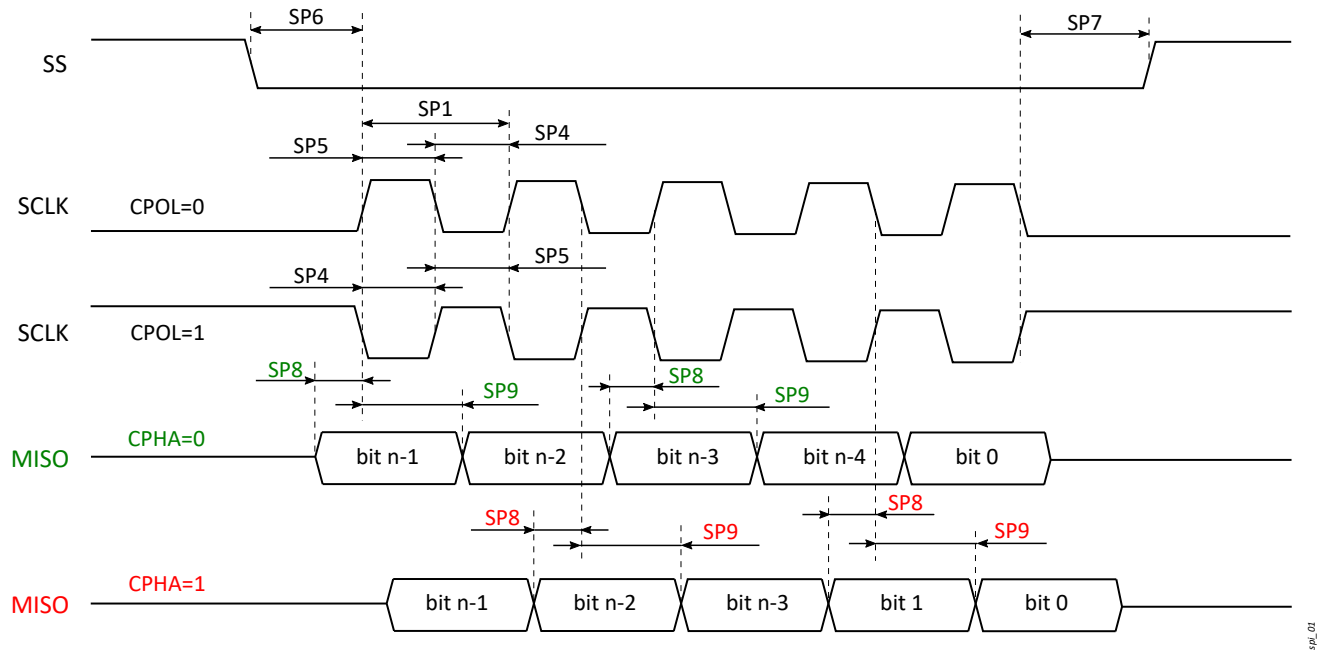 SP6
SP7
SS
SP1
SP4
SP5
SCLK CPOL=0
SP5
SP4
SCLK CPOL=1
SP8 SP8
SP9 SP9
MISO CPHA=0 bit n-1 bit n-2 bit n-3 bit n-4 bit 0
SP8 SP8
SP9 SP9
MISO CPHA=1 bit n-1 bit n-2 bit n-3 bit 1 bit 0
spi_01